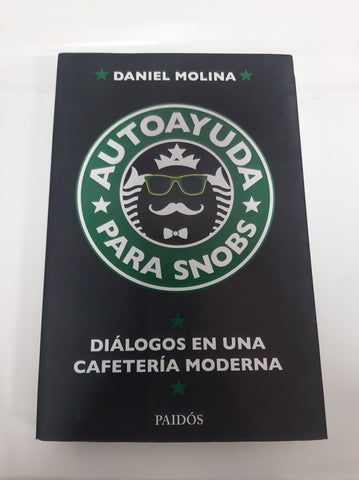 DANIEL MOLINA
AUTOAYUDA
PARA SNOBS
DIÁLOGOS EN UNA
CAFETERÍA MODERNA
PAIDÓS